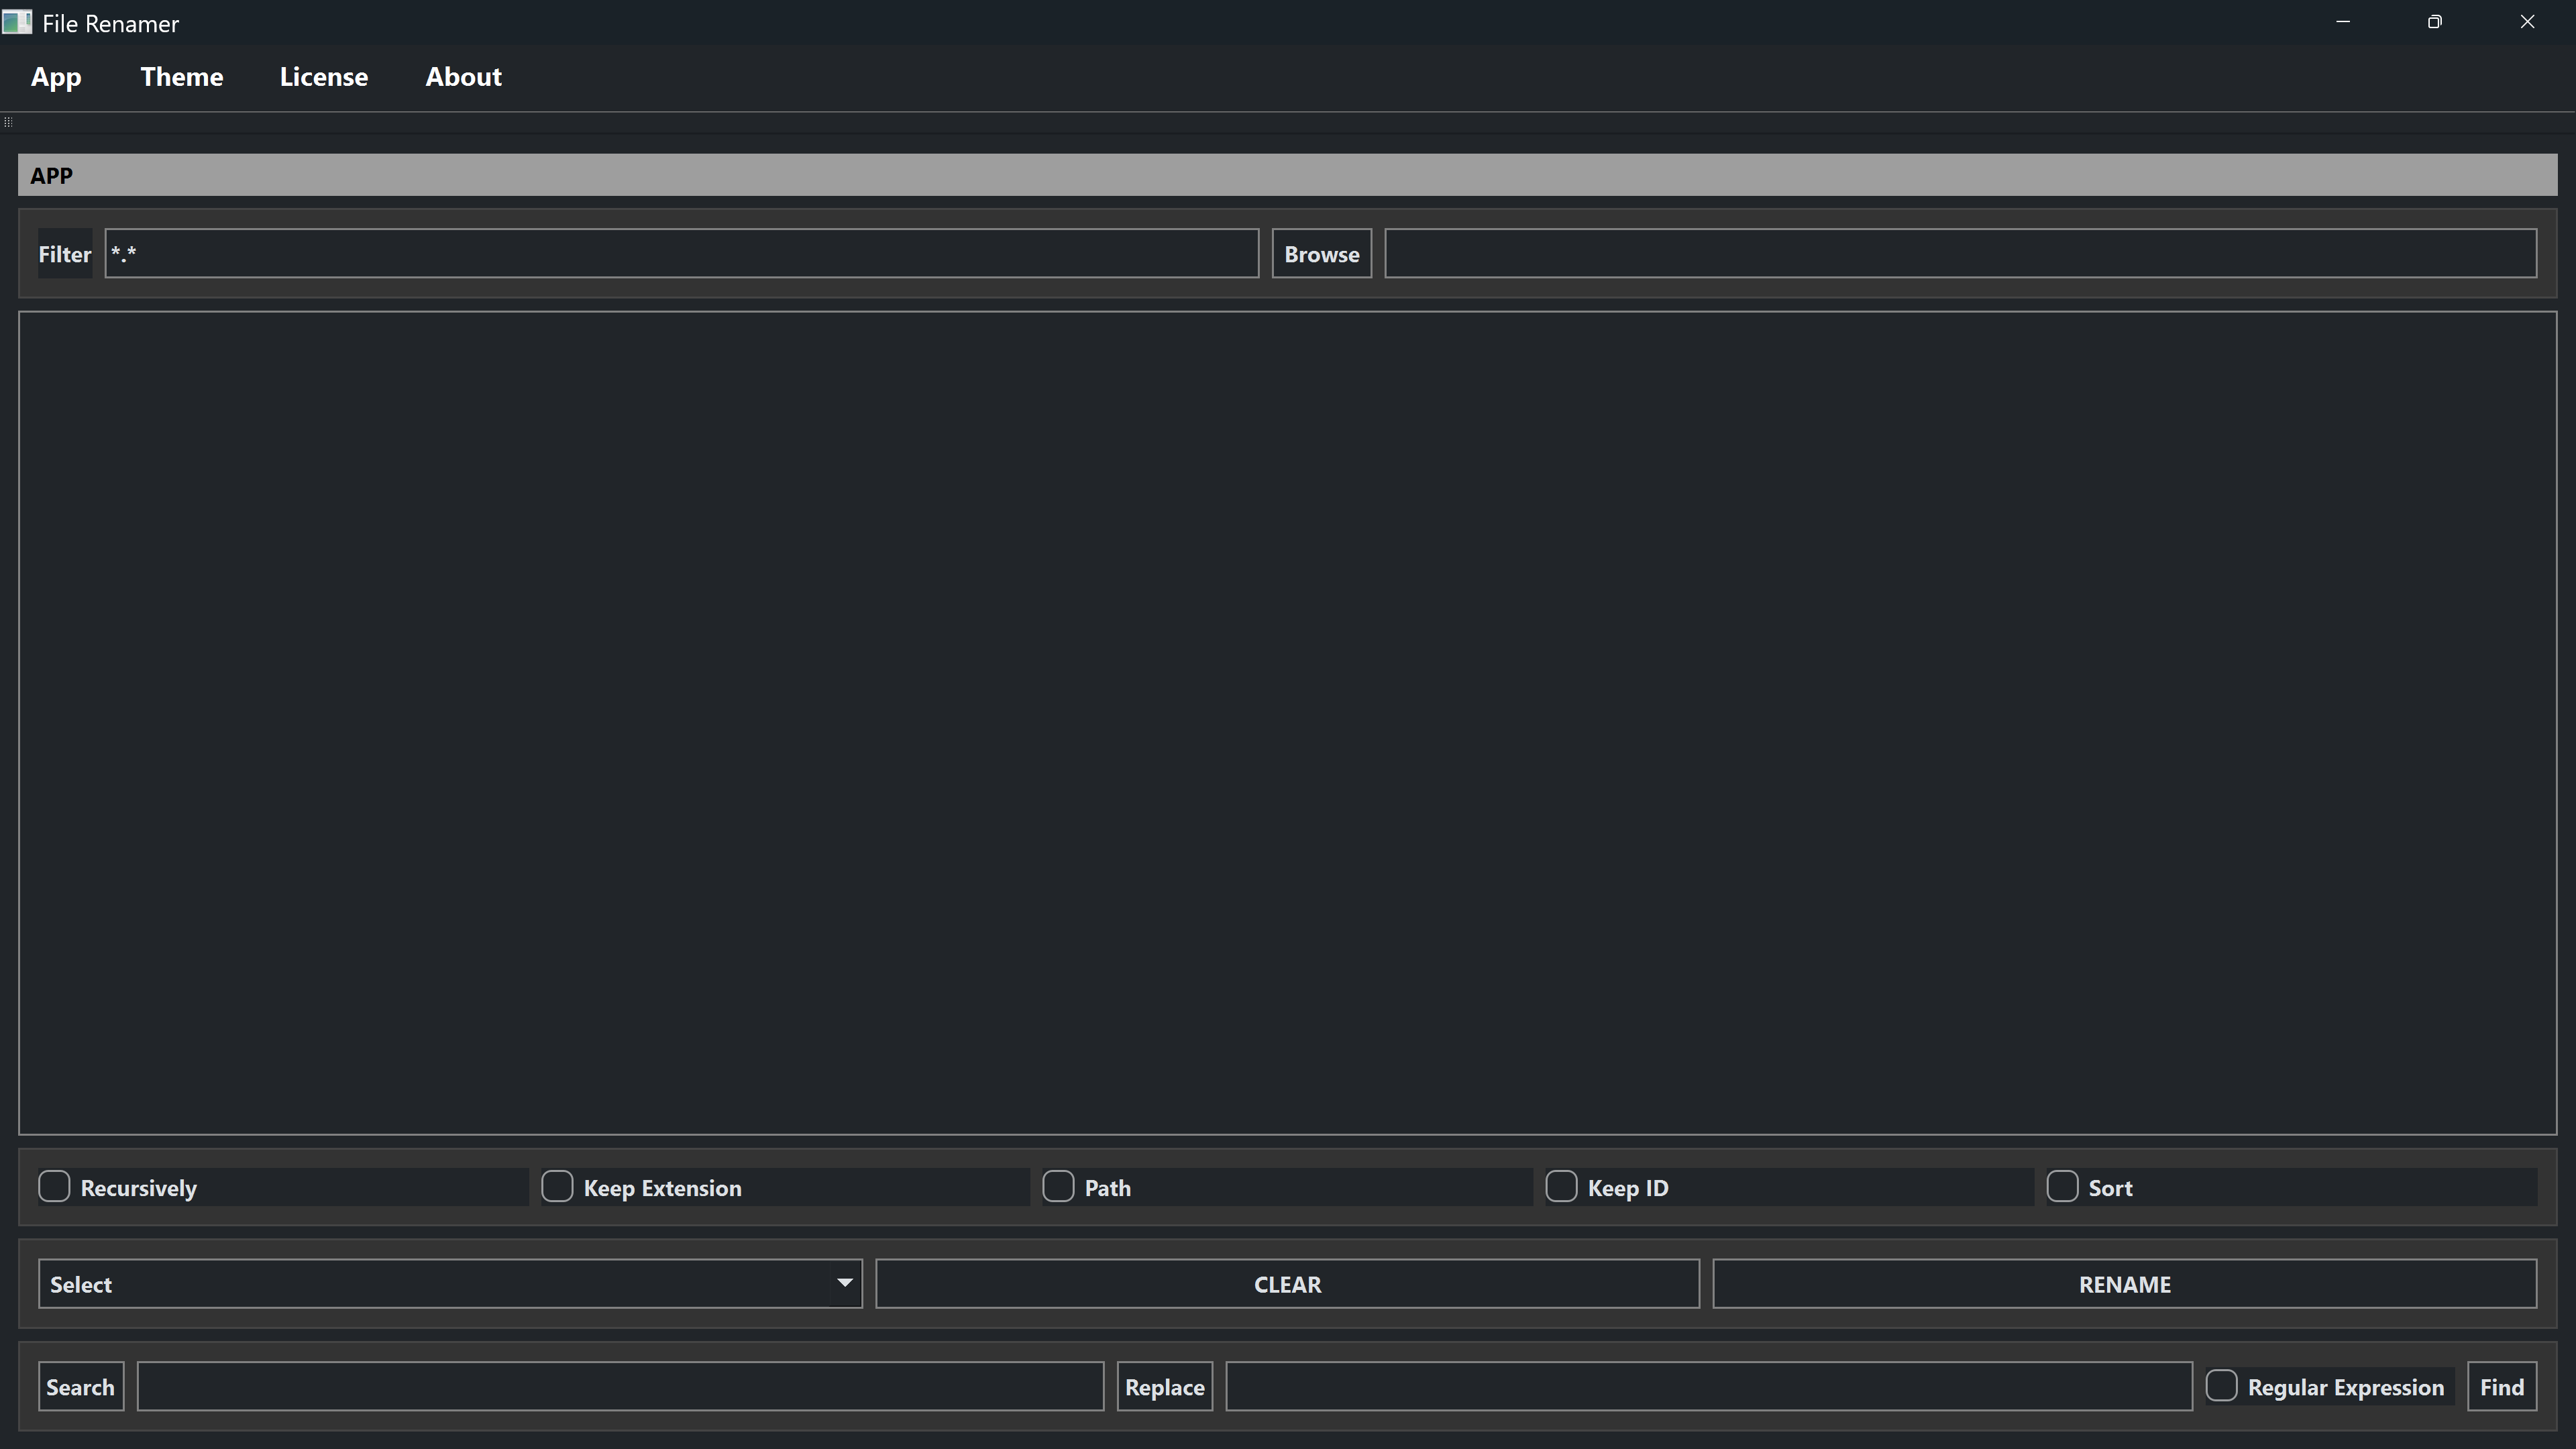 File Renamer
App Theme License About
APP
Filter *.* Browse
Recursively Keep Extension Path Keep ID Sort
Select CLEAR RENAME
Search Replace Regular Expression Find